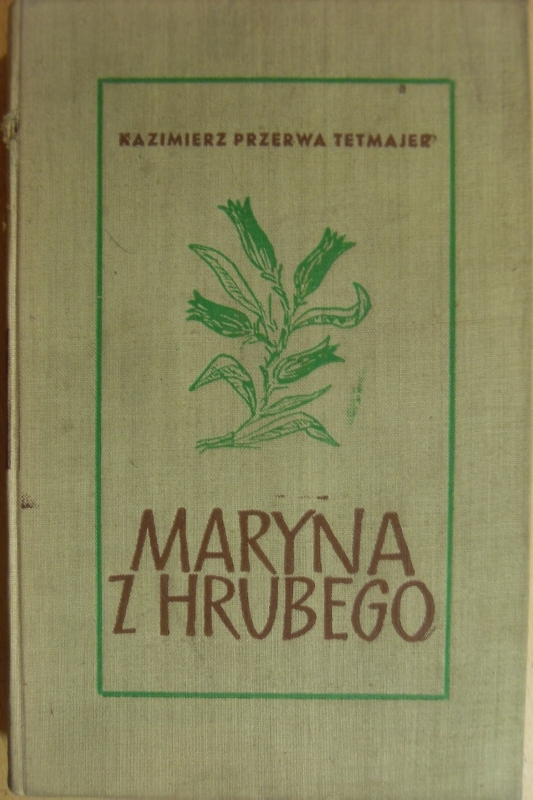 KAZIMIERZ PRZERWA TETMAJER
MARYNA
Z HRUBEGO